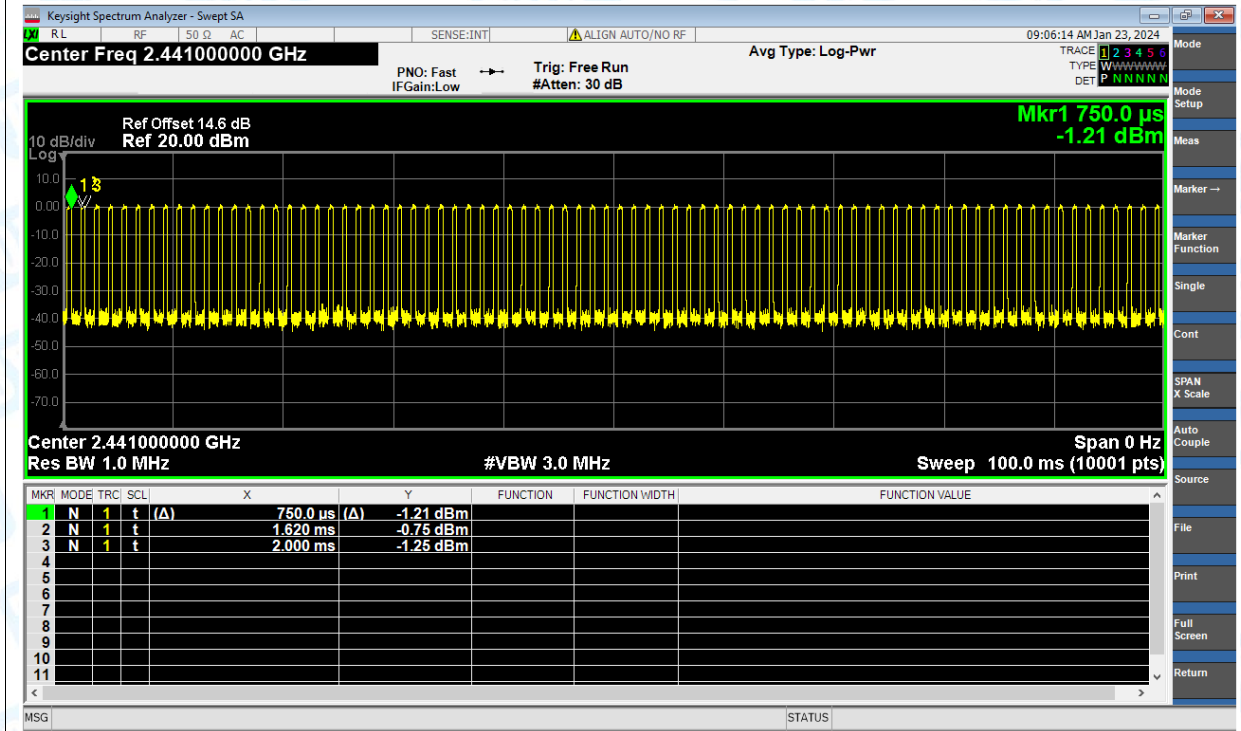 Keysight Spectrum Analyzer - Swept SA
LXI RL RF 50 Ω AC SENSE:INT ALIGN AUTO/NO RF 09:06:14 AM Jan 23, 2024
Center Freq 2.441000000 GHz
PNO: Fast
IFGain:Low
Trig: Free Run
#Atten: 30 dB
Avg Type: Log-Pwr
TRACE 1 2 3 4 5 6
TYPE WWWWWW
DET P N N N N N
Ref Offset 14.6 dB
10 dB/div Ref 20.00 dBm
Log
Mkr1 750.0 µs
-1.21 dBm
10.0
0.00
-10.0
-20.0
-30.0
-40.0
-50.0
-60.0
-70.0
1 3
Center 2.441000000 GHz Span 0 Hz
Res BW 1.0 MHz #VBW 3.0 MHz Sweep 100.0 ms (10001 pts)
MKR MODE TRC SCL X Y FUNCTION FUNCTION WIDTH FUNCTION VALUE
1 N 1 t (Δ) 750.0 µs (Δ) -1.21 dBm
2 N 1 t 1.620 ms -0.75 dBm
3 N 1 t 2.000 ms -1.25 dBm
4
5
6
7
8
9
10
11
MSG STATUS
Mode
Mode
Setup
Meas
Marker →
Marker
Function
Single
Cont
SPAN
X Scale
Auto
Couple
Source
File
Print
Full
Screen
Return